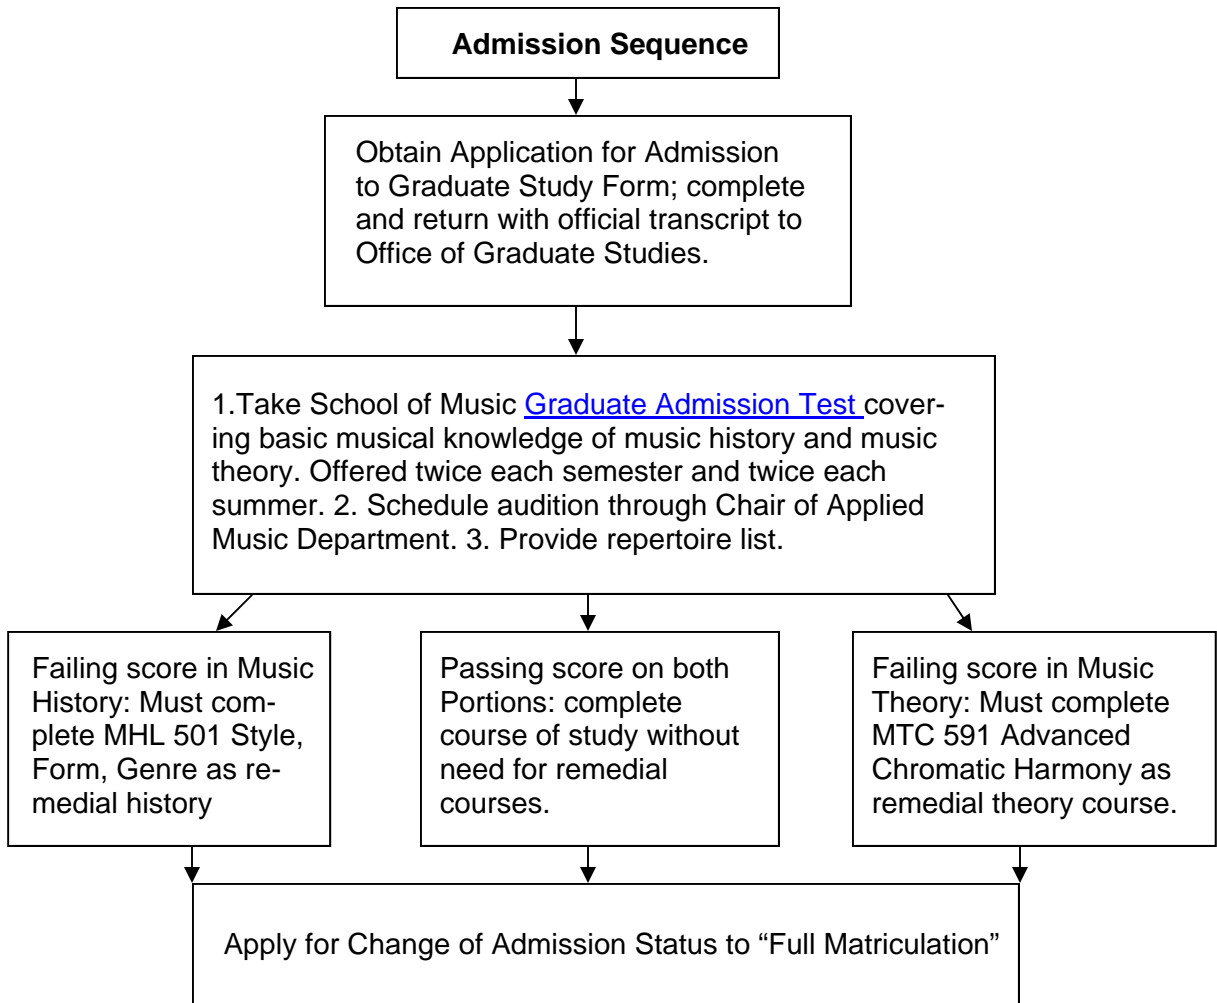 Admission Sequence
Obtain Application for Admission
to Graduate Study Form; complete
and return with official transcript to
Office of Graduate Studies.
1.Take School of Music Graduate Admission Test cover-
ing basic musical knowledge of music history and music
theory. Offered twice each semester and twice each
summer. 2. Schedule audition through Chair of Applied
Music Department. 3. Provide repertoire list.
Failing score in Music
History: Must com-
plete MHL 501 Style,
Form, Genre as re-
medial history
Passing score on both
Portions: complete
course of study without
need for remedial
courses.
Failing score in Music
Theory: Must complete
MTC 591 Advanced
Chromatic Harmony as
remedial theory course.
Apply for Change of Admission Status to “Full Matriculation”